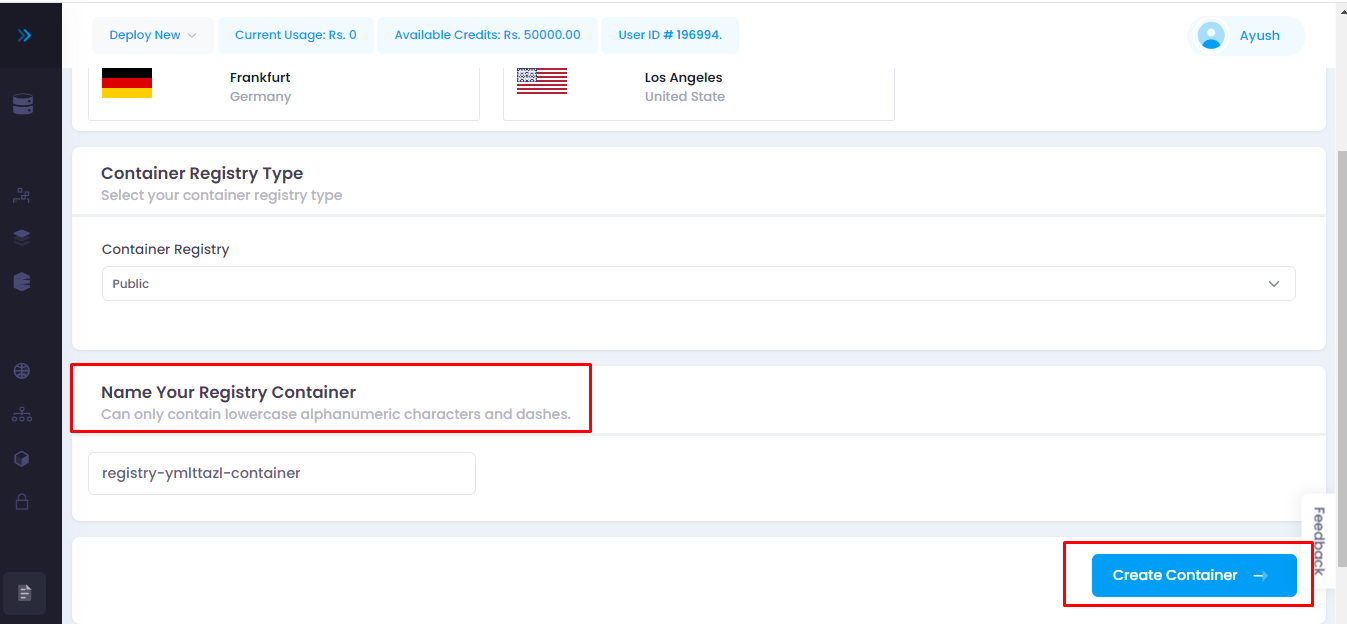 Deploy New
Current Usage: Rs. 0
Available Credits: Rs. 50000.00
User ID # 196994.
Ayush
Frankfurt
Germany
Los Angeles
United State
Container Registry Type
Select your container registry type
Container Registry
Public
Name Your Registry Container
Can only contain lowercase alphanumeric characters and dashes.
registry-ymlttazl-container
Feedback
Create Container